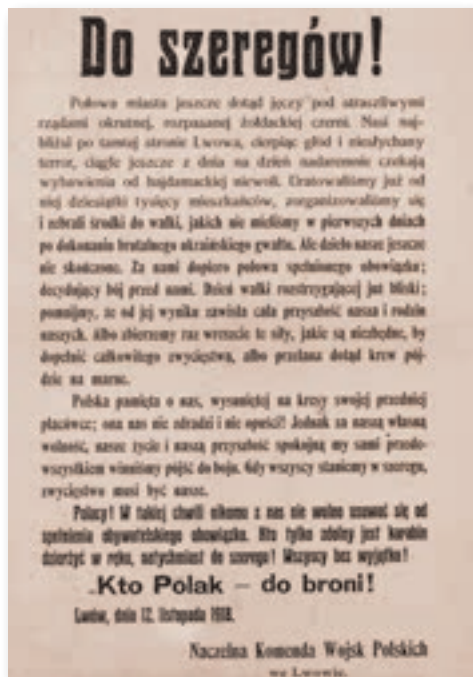 Do szeregów!
Połowa miasta jeszcze dotąd jęczy pod straszliwymi
rządami okrutnej, rozpasanej żołdackiej czerni. Nasi naj-
bliżsi po tamtej stronie Lwowa, cierpiąc głód i niesłychany
terror, ciągle jeszcze z dnia na dzień nadaremnie czekają
wybawienia od hajdamackiej niewoli. Uratowaliśmy już od
niej dziesiątki tysięcy mieszkańców, zorganizowaliśmy się
i zebrali środki do walki, jakich nie mieliśmy w pierwszych dniach
po dokonaniu brutalnego ukraińskiego gwałtu. Ale dzieło nasze jeszcze
nie skończone. Za nami dopiero połowa spełnionego obowiązku;
decydujący bój przed nami. Dzień walki rozstrzygającej już bliski;
pomnijmy, że od jej wyniku zawisła cała przyszłość nasza i rodzin
naszych. Albo zbierzemy raz wreszcie te siły, jakie są niezbędne, by
dopełnić całkowitego zwycięstwa, albo przelana dotąd krew pój-
dzie na marne.
Polska pamięta o nas, wysuniętej na kresy swojej przedniej
placówce; ona nas nie zdradzi i nie opuści! Jednak za naszą własną
wolność, nasze życie i naszą przyszłość spokojną my sami przede-
wszystkiem winniśmy pójść do boju. Gdy wszyscy staniemy w szeregu,
zwycięstwo musi być nasze.
Polacy! W takiej chwili nikomu z nas nie wolno usuwać się od
spełnienia obywatelskiego obowiązku. Kto tylko zdolny jest karabin
dzierżyć w ręku, natychmiast do szeregu! Wszyscy bez wyjątku!
Kto Polak – do broni!
Lwów, dnia 12. listopada 1918.
Naczelna Komenda Wojsk Polskich
we Lwowie.